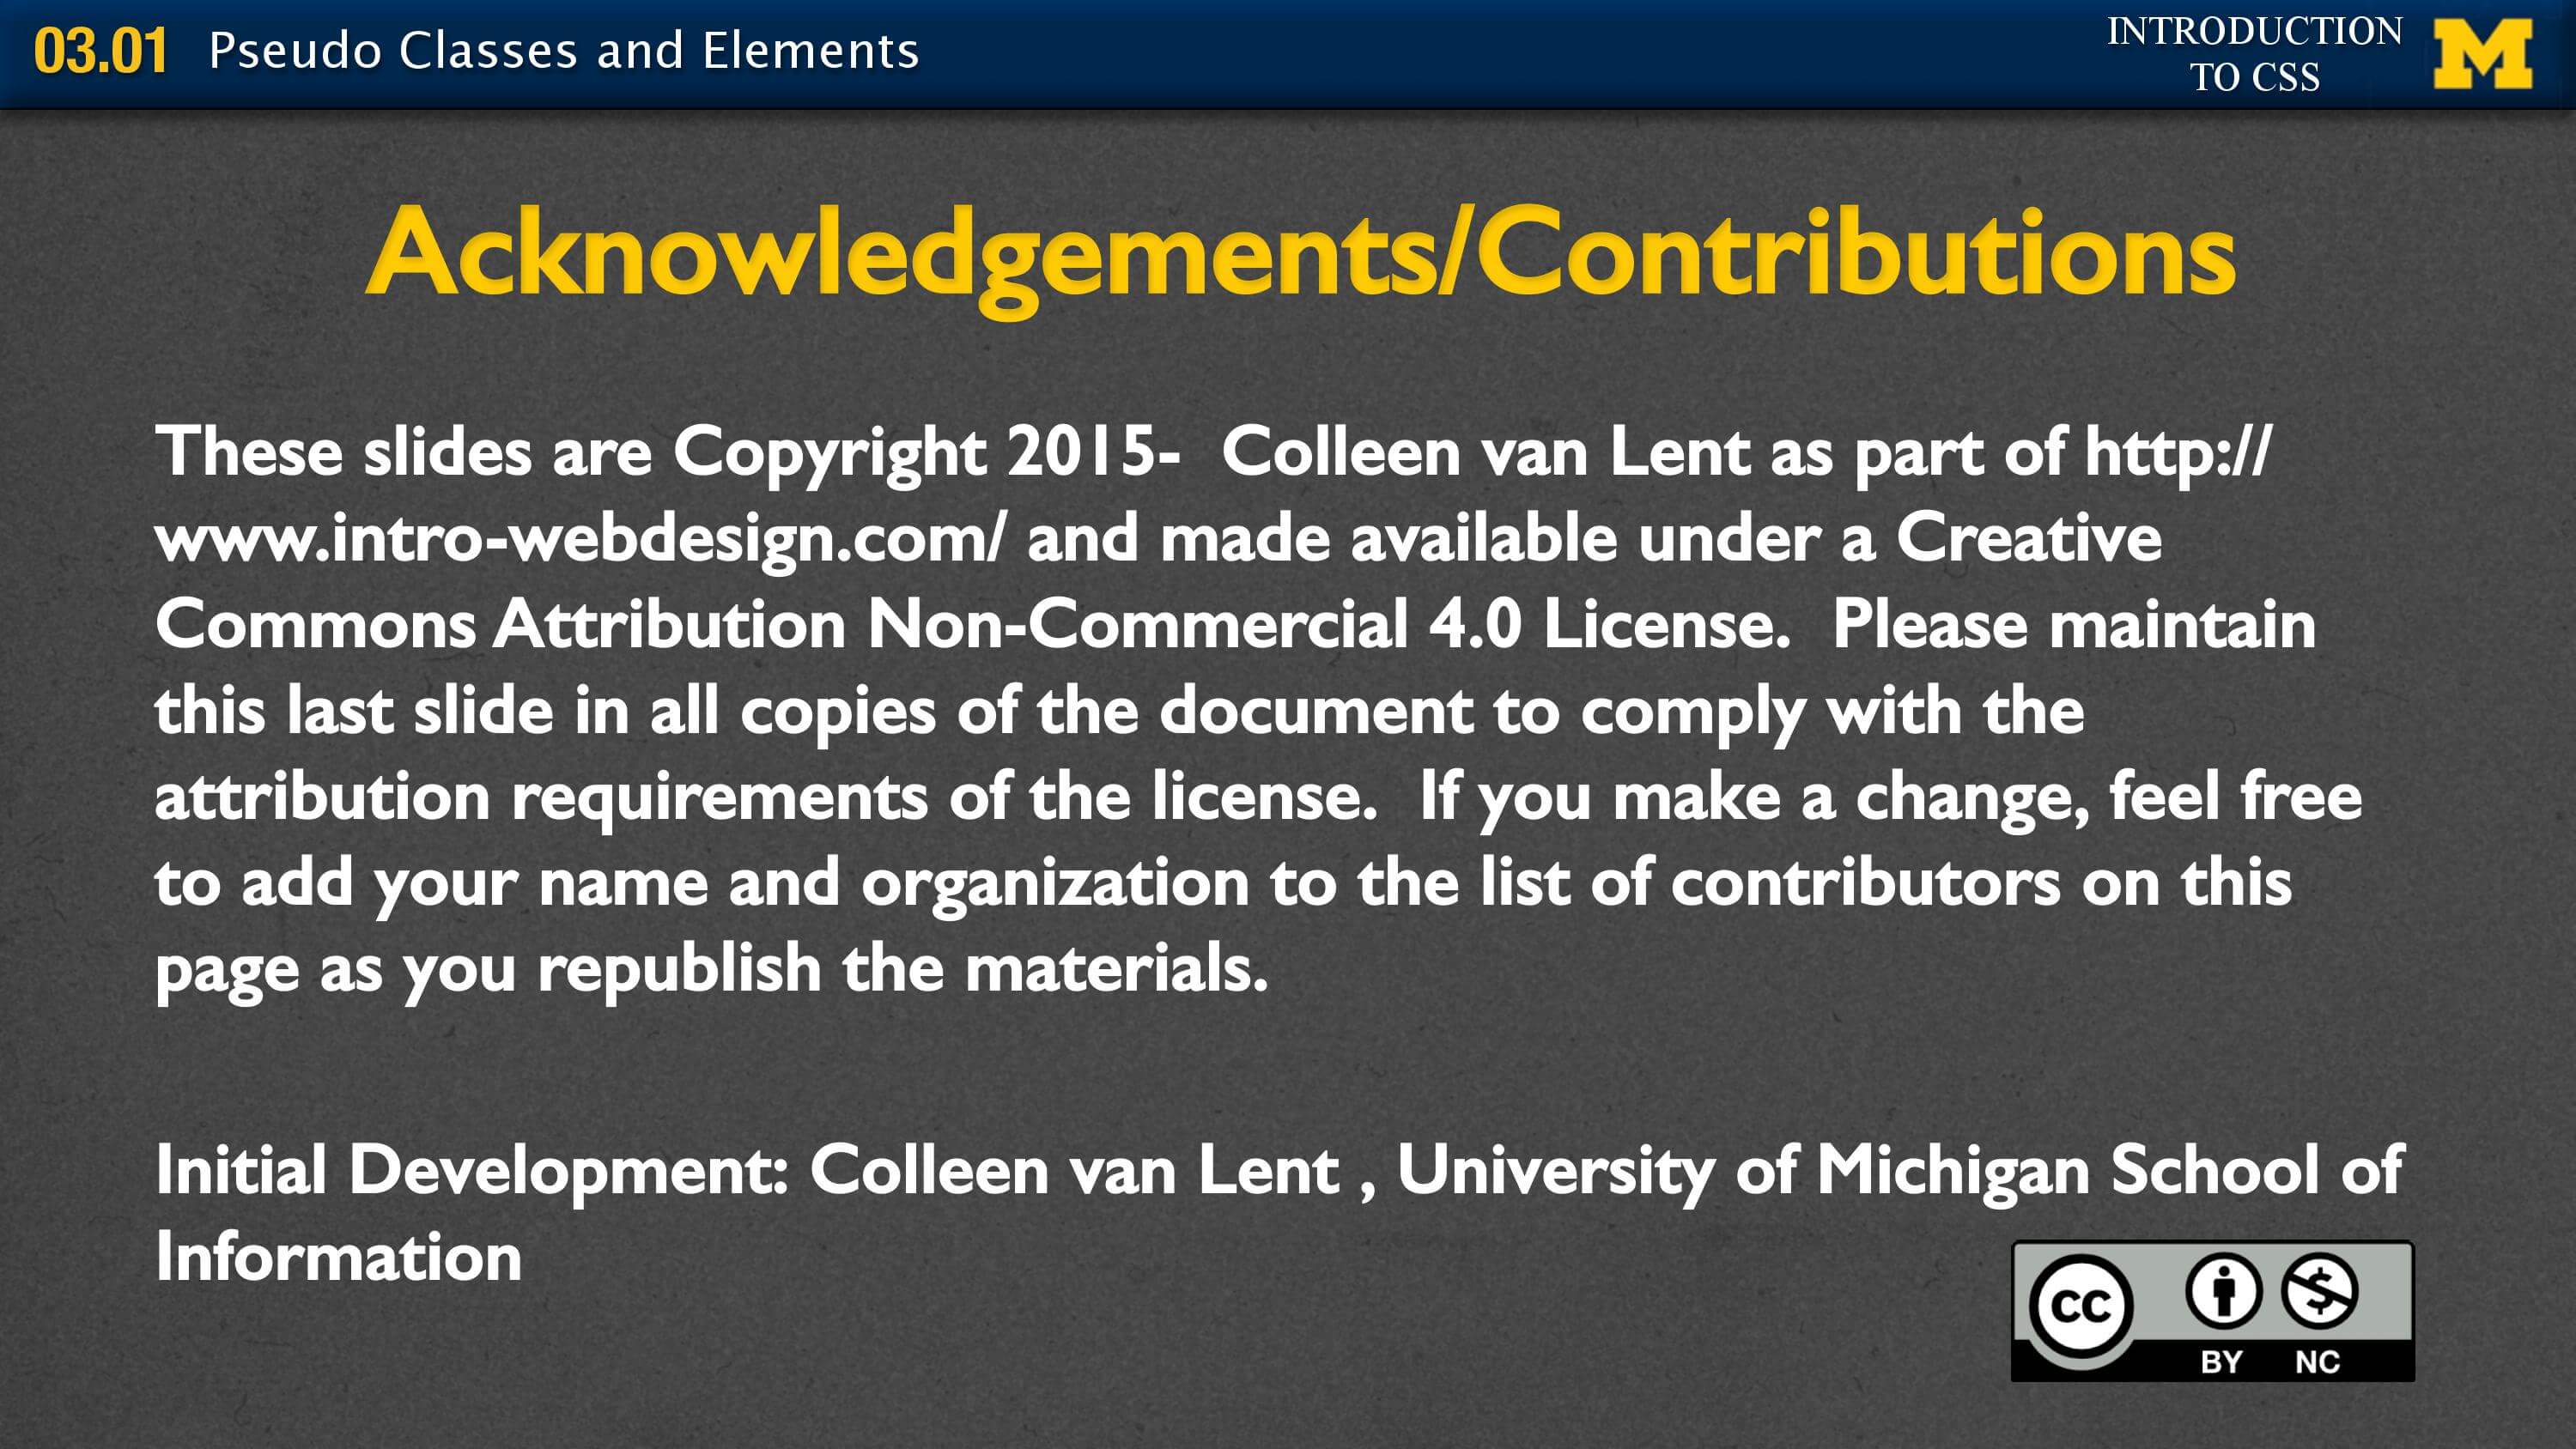 03.01 Pseudo Classes and Elements
INTRODUCTION
TO CSS
M
Acknowledgements/Contributions
These slides are Copyright 2015-  Colleen van Lent as part of http://
www.intro-webdesign.com/ and made available under a Creative
Commons Attribution Non-Commercial 4.0 License.  Please maintain
this last slide in all copies of the document to comply with the
attribution requirements of the license.  If you make a change, feel free
to add your name and organization to the list of contributors on this
page as you republish the materials.
Initial Development: Colleen van Lent , University of Michigan School of
Information
cc
BY NC